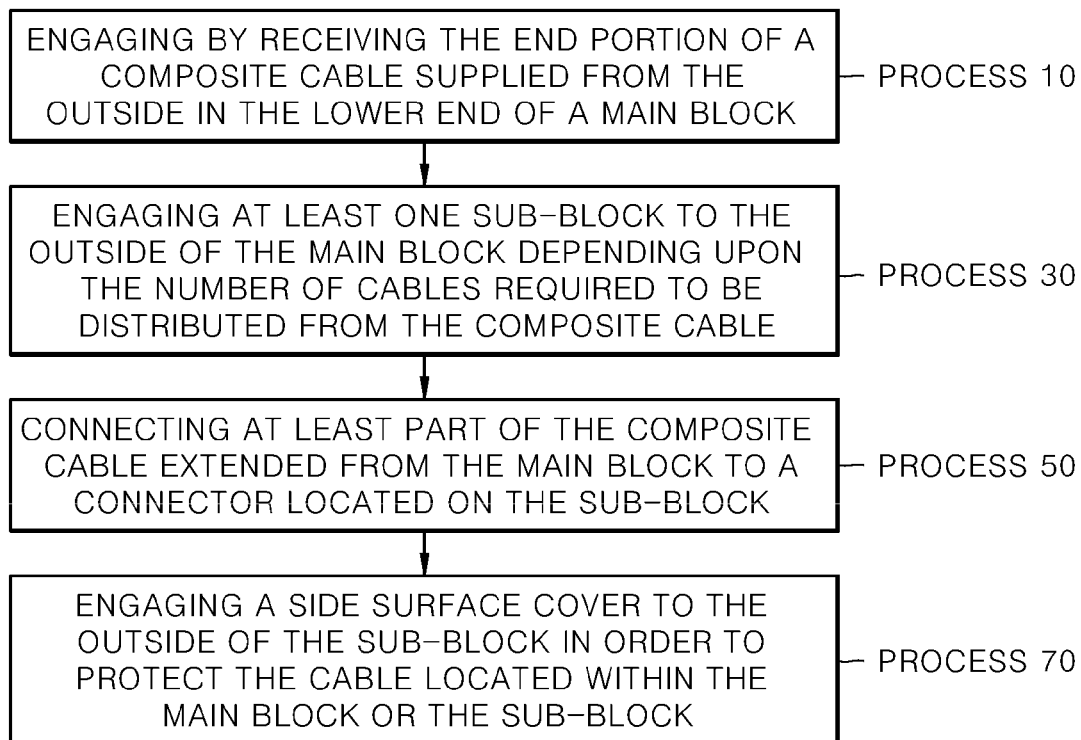 ENGAGING BY RECEIVING THE END PORTION OF A
COMPOSITE CABLE SUPPLIED FROM THE
OUTSIDE IN THE LOWER END OF A MAIN BLOCK
PROCESS 10
ENGAGING AT LEAST ONE SUB-BLOCK TO THE
OUTSIDE OF THE MAIN BLOCK DEPENDING UPON
THE NUMBER OF CABLES REQUIRED TO BE
DISTRIBUTED FROM THE COMPOSITE CABLE
PROCESS 30
CONNECTING AT LEAST PART OF THE COMPOSITE
CABLE EXTENDED FROM THE MAIN BLOCK TO A
CONNECTOR LOCATED ON THE SUB-BLOCK
PROCESS 50
ENGAGING A SIDE SURFACE COVER TO THE
OUTSIDE OF THE SUB-BLOCK IN ORDER TO
PROTECT THE CABLE LOCATED WITHIN THE
MAIN BLOCK OR THE SUB-BLOCK
PROCESS 70